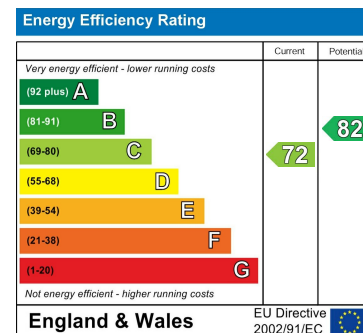 Energy Efficiency Rating
Current Potential
Very energy efficient - lower running costs
(92 plus) A
(81-91) B
82
(69-80) C
72
(55-68) D
(39-54) E
(21-38) F
(1-20) G
Not energy efficient - higher running costs
England & Wales
EU Directive
2002/91/EC